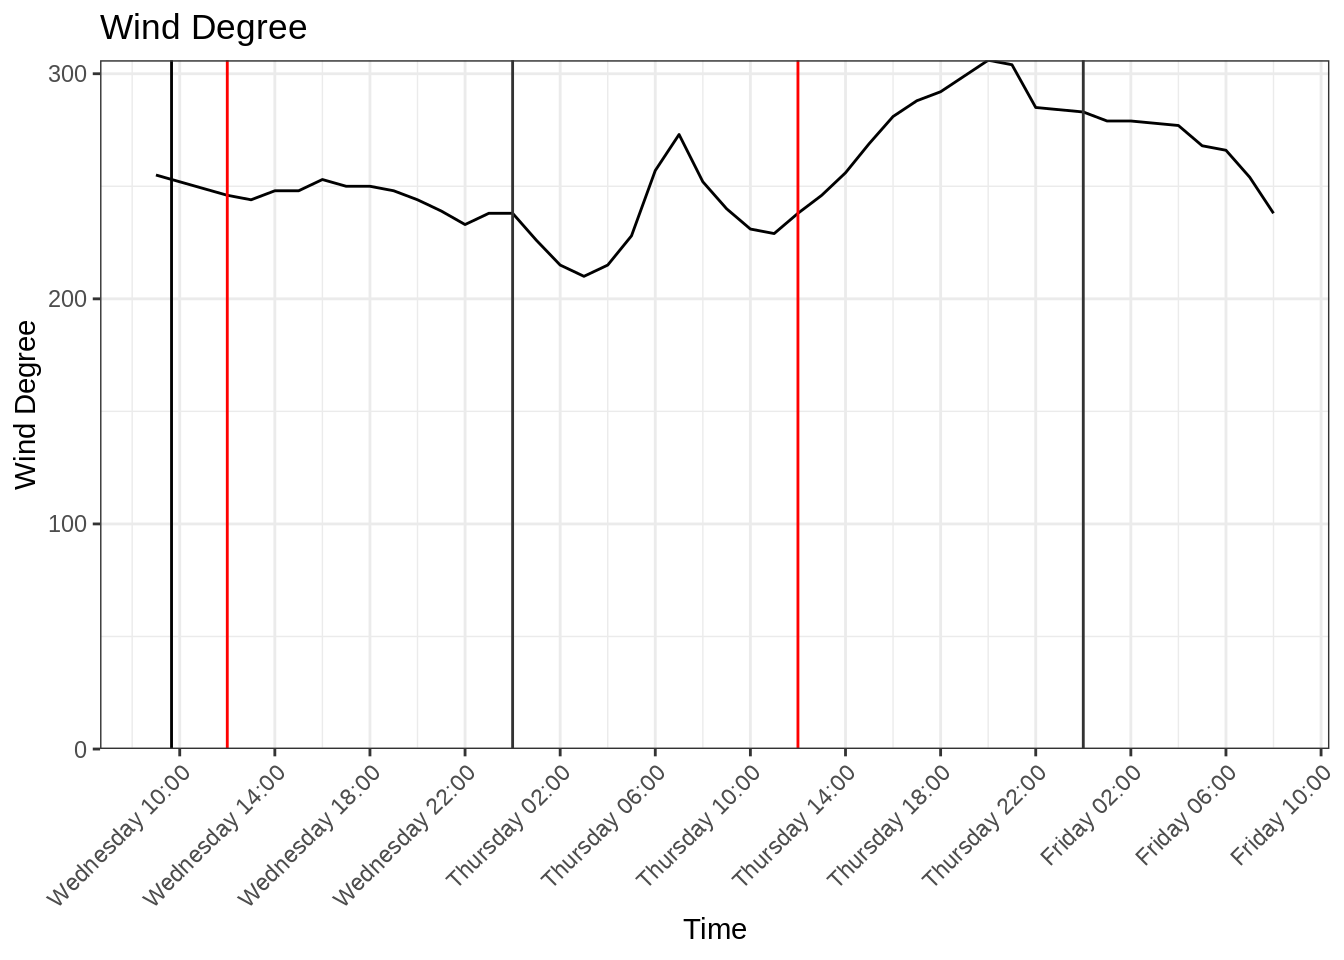 Wind Degree
Wind Degree
300
200
100
0
Wednesday 10:00
Wednesday 14:00
Wednesday 18:00
Wednesday 22:00
Thursday 02:00
Thursday 06:00
Thursday 10:00
Thursday 14:00
Thursday 18:00
Thursday 22:00
Friday 02:00
Friday 06:00
Friday 10:00
Time